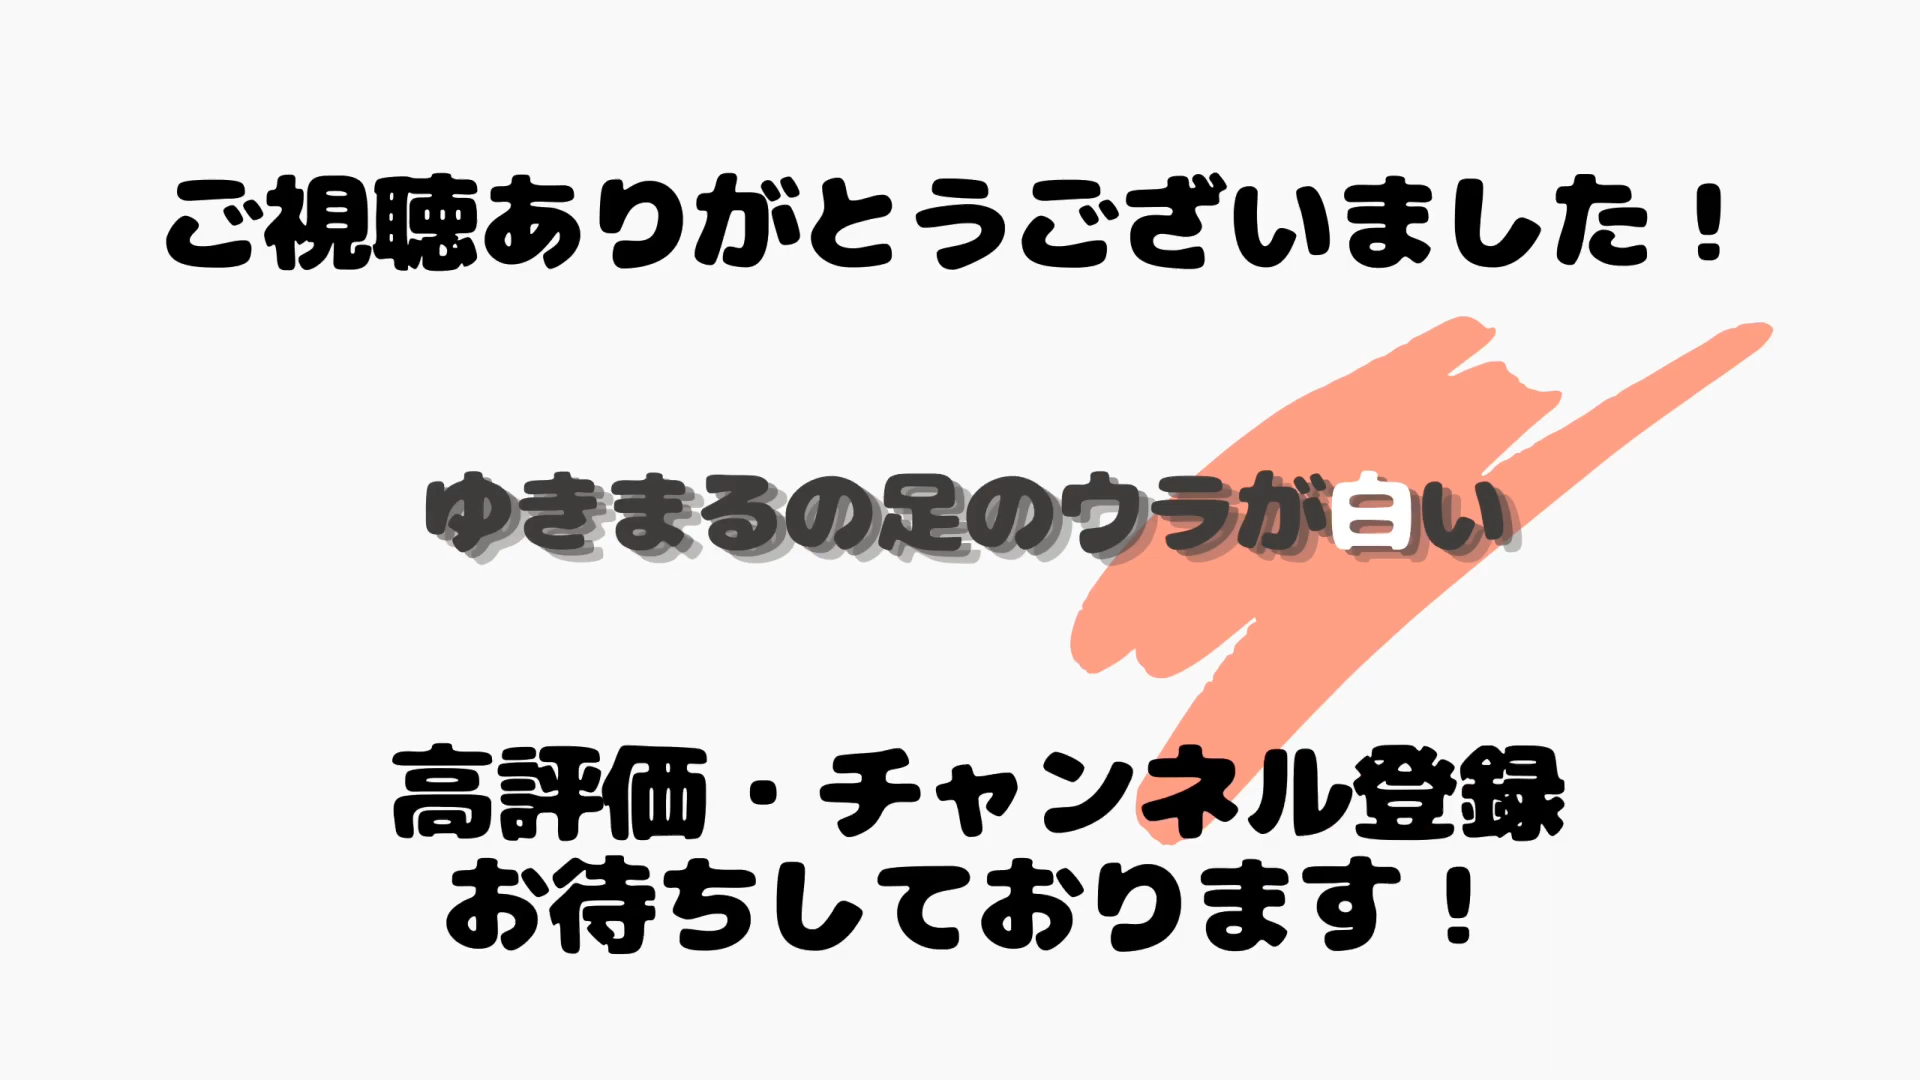 ご視聴ありがとうございました！
ゆきまるの足のウラが白い
高評価・チャンネル登録
お待ちしております！